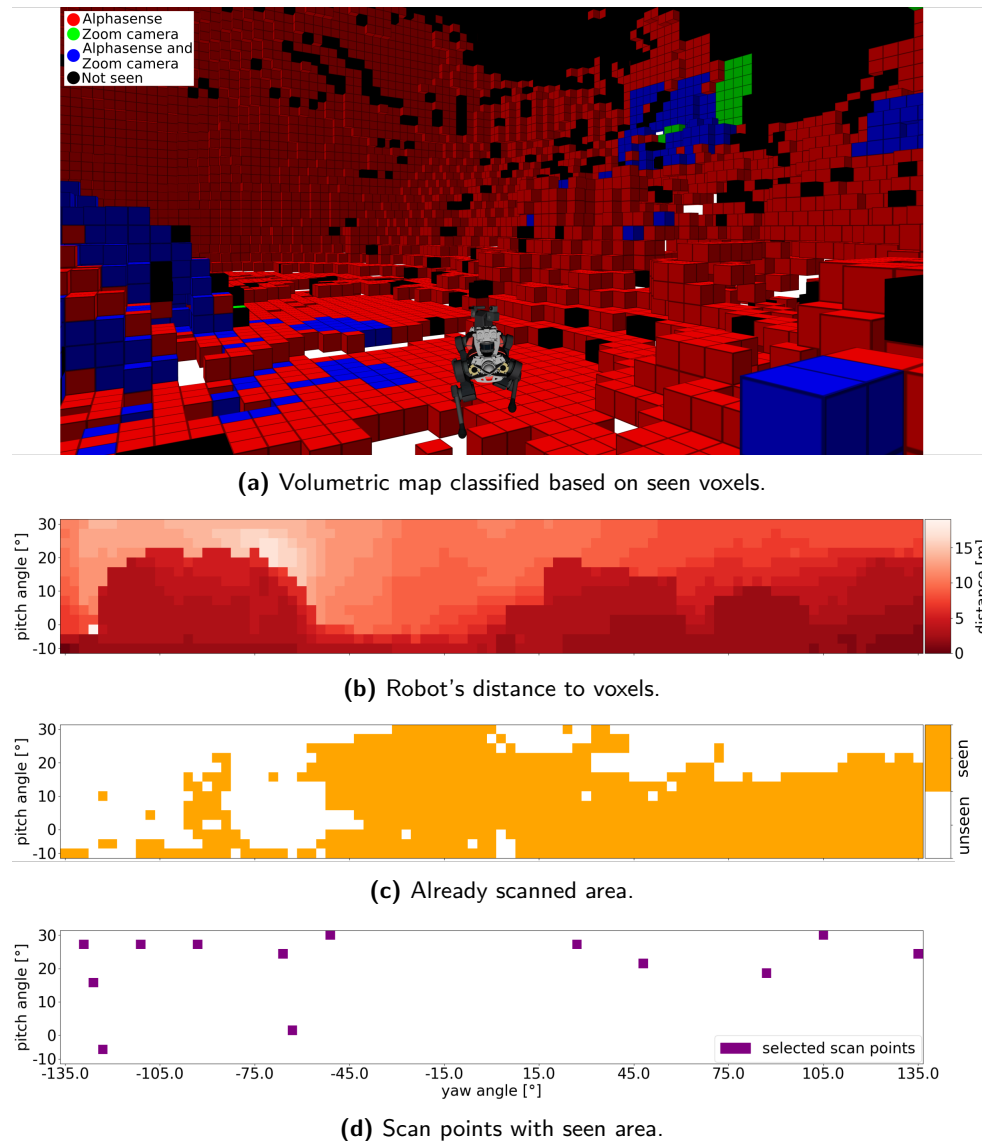 Alphasense
Zoom camera
Alphasense and
Zoom camera
Not seen
(a) Volumetric map classified based on seen voxels.
pitch angle [°]
30
20
10
0
-10
15
10
5
0
distance [m]
(b) Robot's distance to voxels.
pitch angle [°]
30
20
10
0
-10
seen
unseen
(c) Already scanned area.
pitch angle [°]
30
20
10
0
-10
selected scan points
-135.0 -105.0 -75.0 -45.0 -15.0 15.0 45.0 75.0 105.0 135.0
yaw angle [°]
(d) Scan points with seen area.